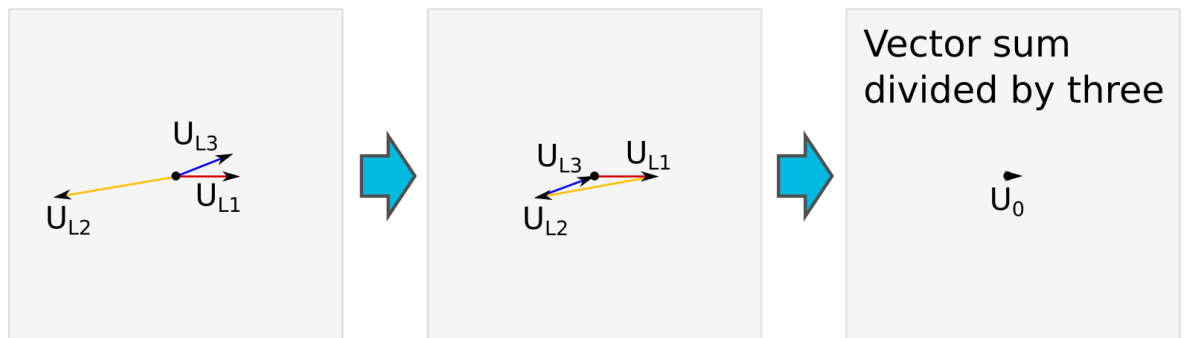 U_L3
U_L1
U_L2
U_L3
U_L1
U_L2
Vector sum
divided by three
U_0